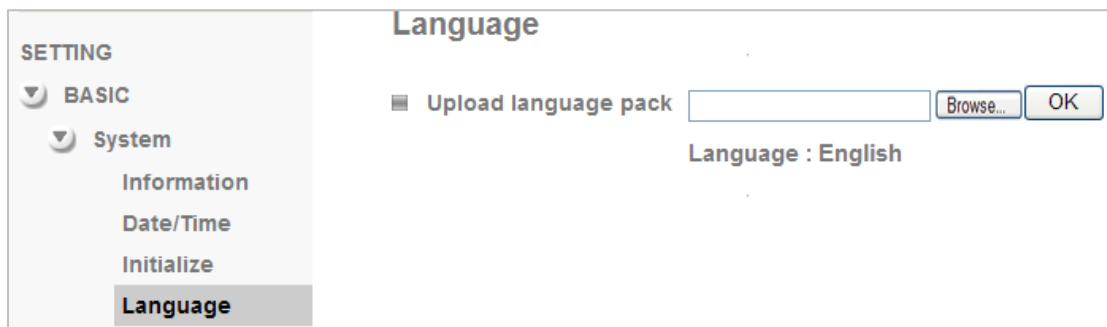 SETTING
BASIC
System
Information
Date/Time
Initialize
Language
Language
Upload language pack Browse... OK
Language : English